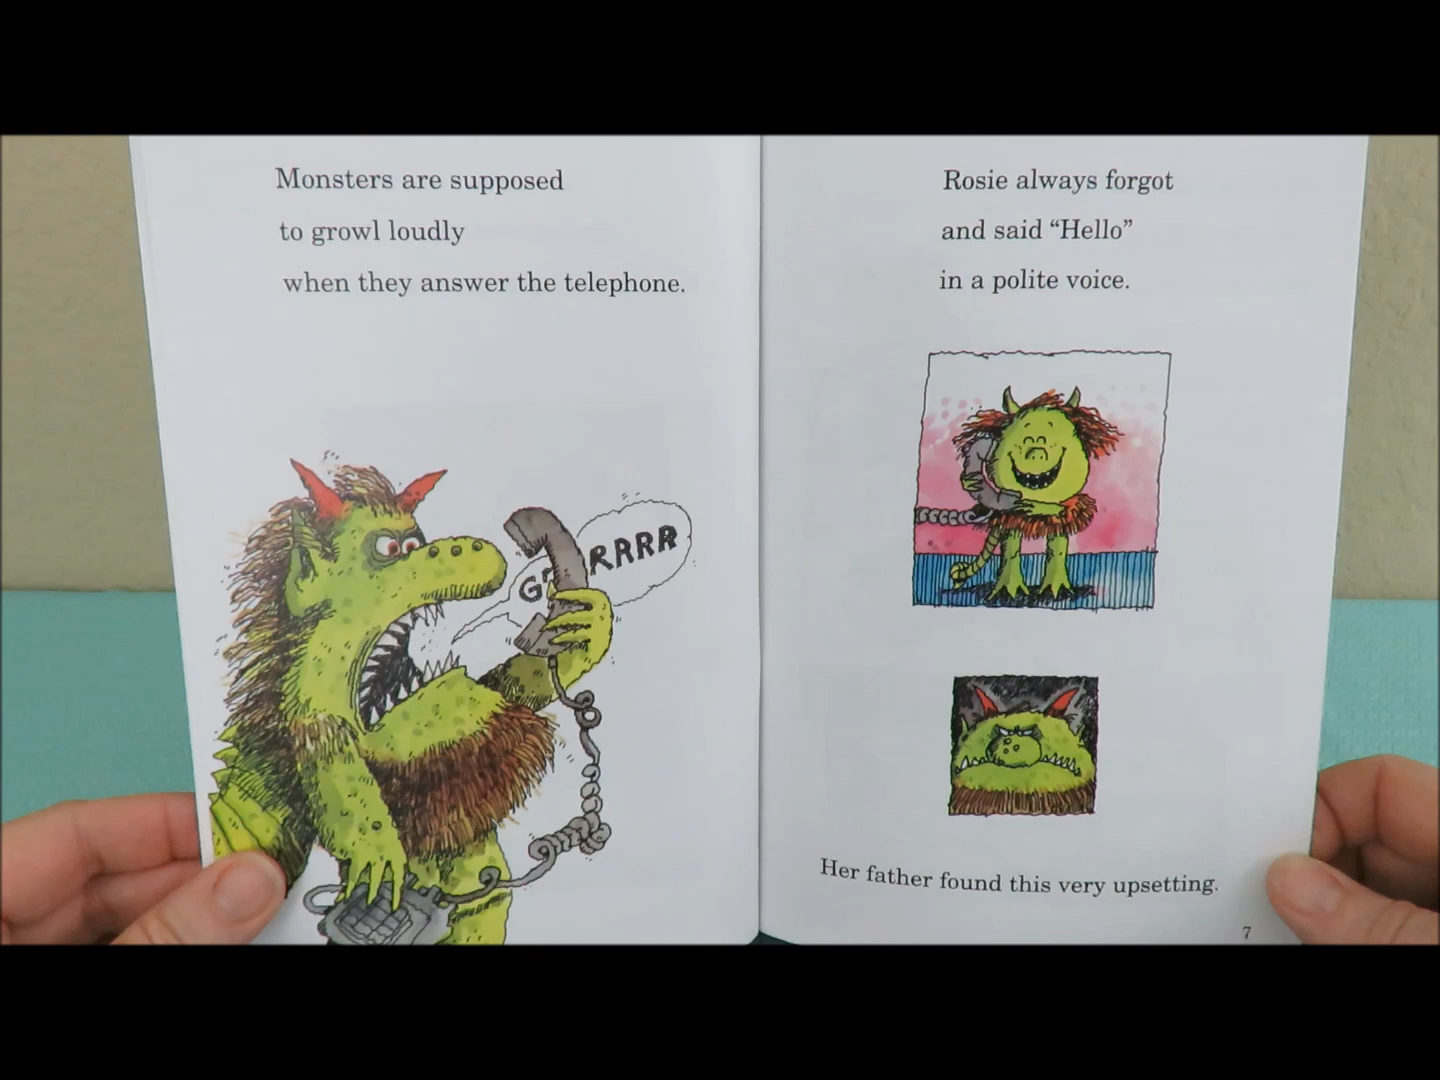 Monsters are supposed
to growl loudly
when they answer the telephone.
RRRR
Rosie always forgot
and said “Hello”
in a polite voice.
Her father found this very upsetting.
7